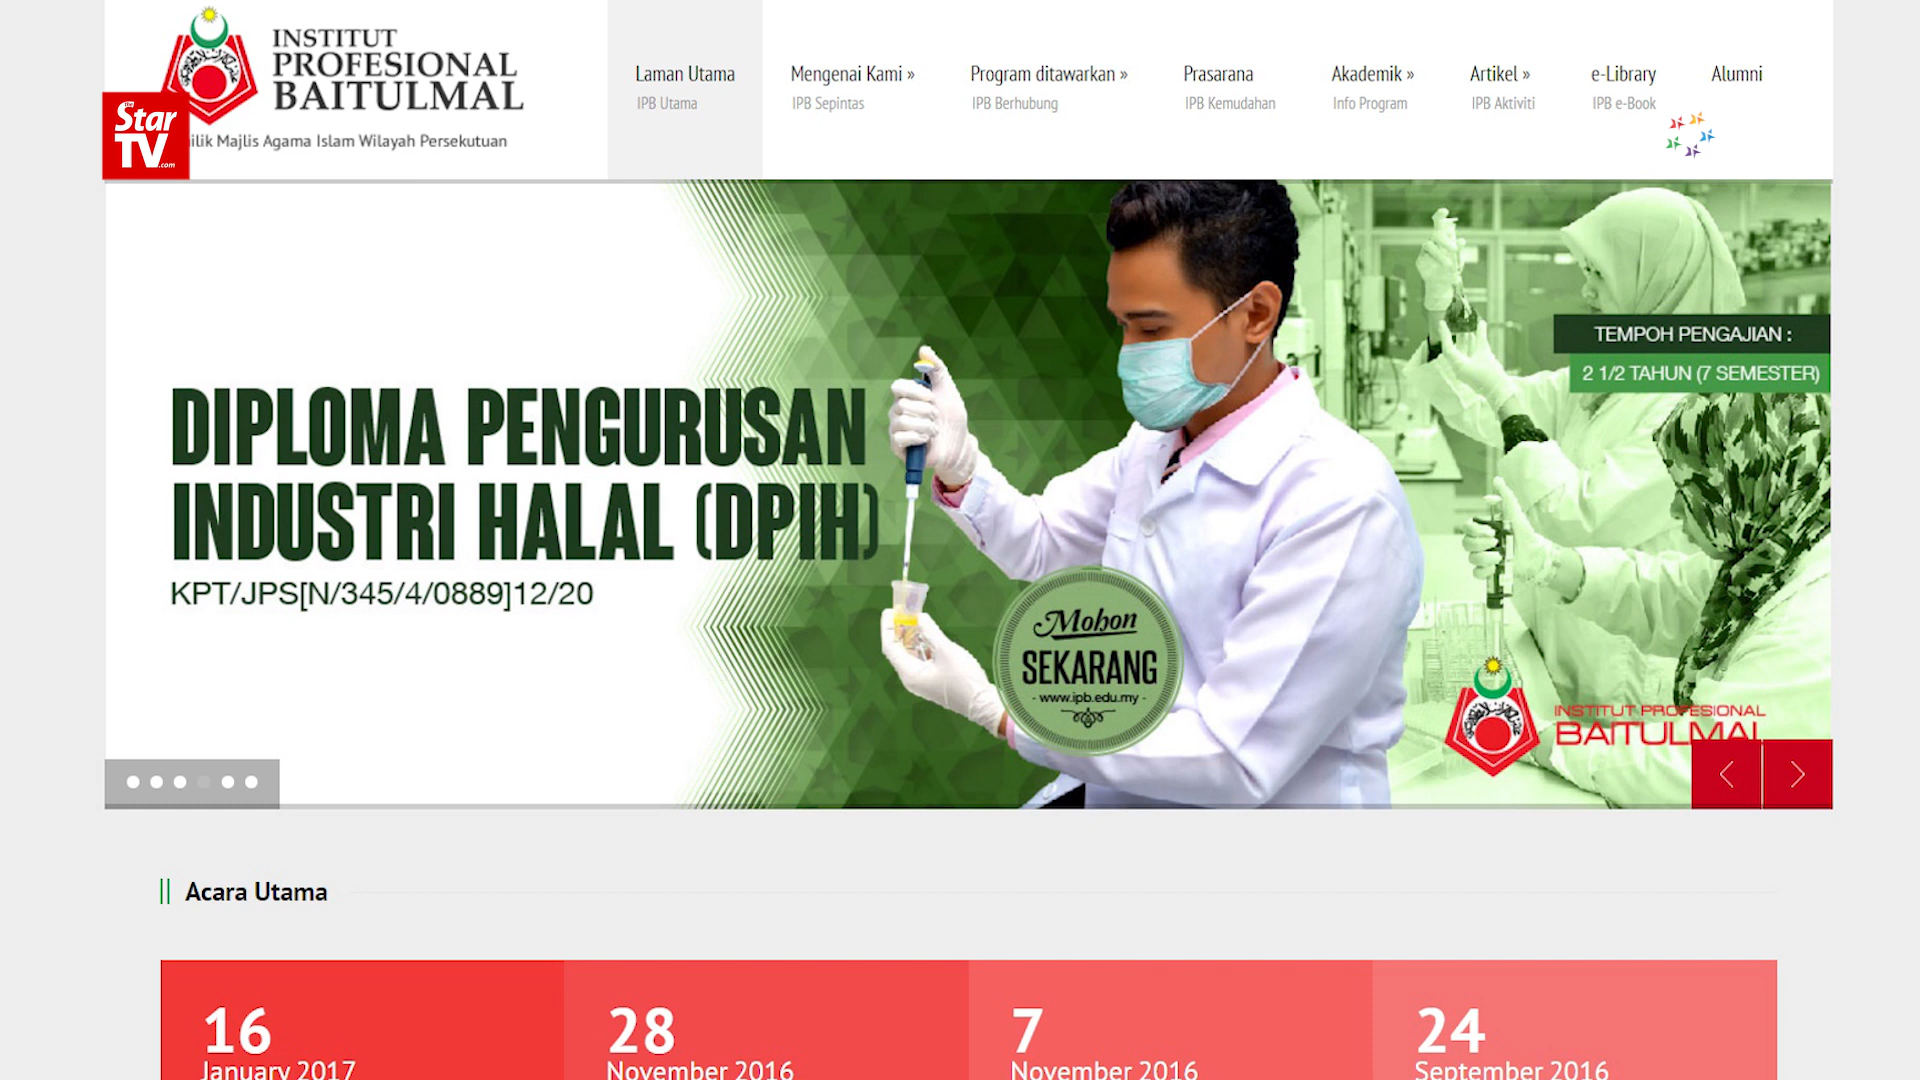 INSTITUT
PROFESIONAL
BAITULMAL
Milik Majlis Agama Islam Wilayah Persekutuan
The
Star
TV
.com
Laman Utama
IPB Utama
Mengenai Kami »
IPB Sepintas
Program ditawarkan »
IPB Berhubung
Prasarana
IPB Kemudahan
Akademik »
Info Program
Artikel »
IPB Aktiviti
e-Library
IPB e-Book
Alumni
TEMPOH PENGAJIAN :
2 1/2 TAHUN (7 SEMESTER)
DIPLOMA PENGURUSAN
INDUSTRI HALAL (DPIH)
KPT/JPS[N/345/4/0889]12/20
Mohon
SEKARANG
- www.ipb.edu.my -
INSTITUT PROFESIONAL
BAITULMAL
Acara Utama
16
January 2017
28
November 2016
7
November 2016
24
September 2016